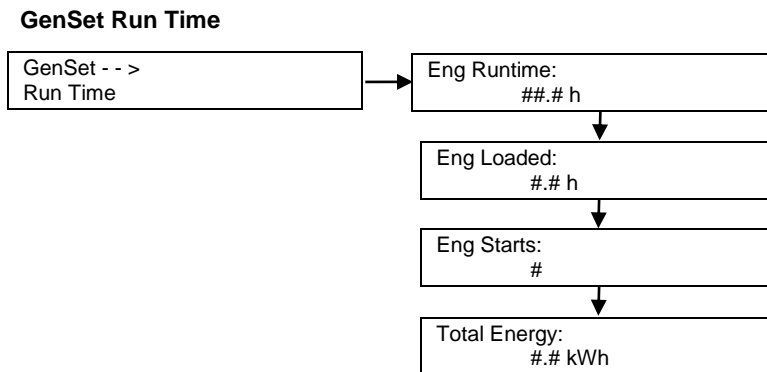 GenSet Run Time
GenSet - - >
Run Time
Eng Runtime:
##.# h
Eng Loaded:
#.# h
Eng Starts:
#
Total Energy:
#.# kWh